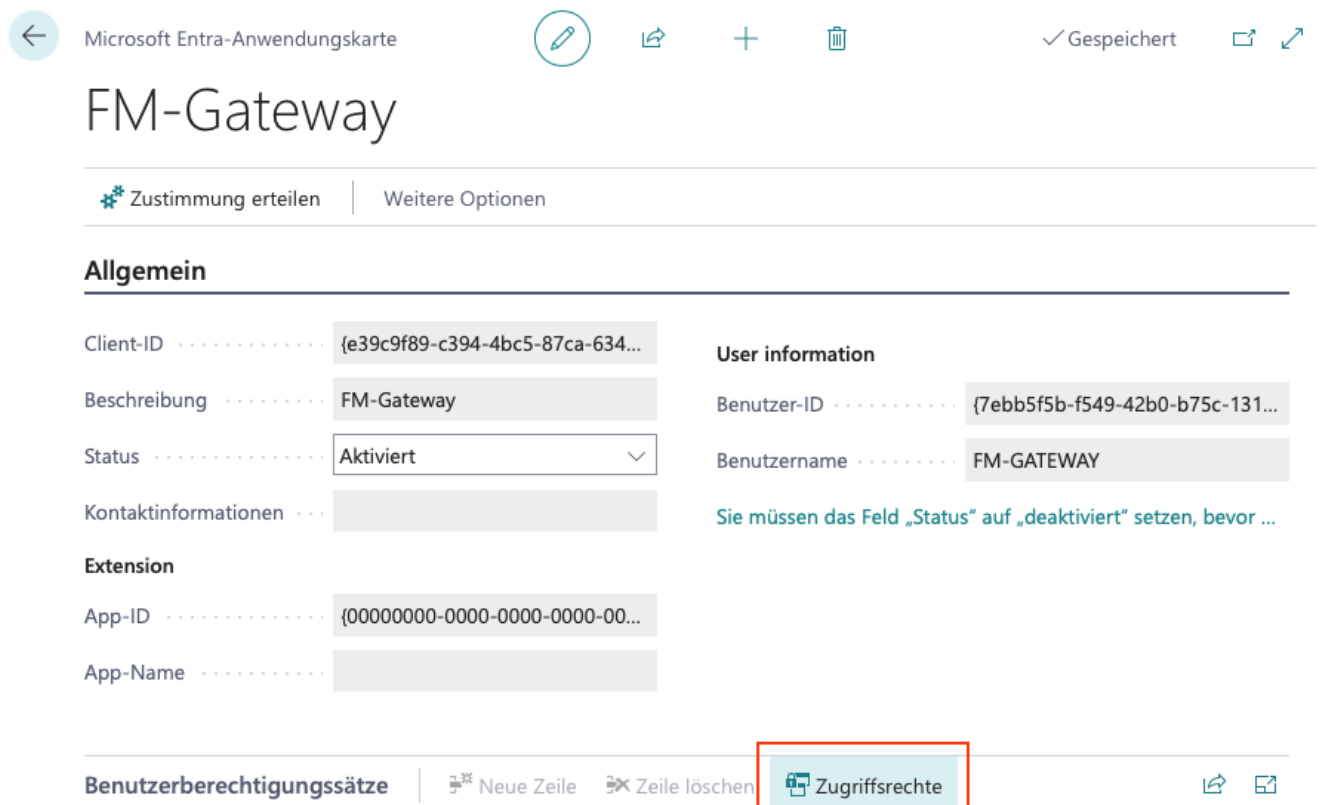 Microsoft Entra-Anwendungskarte
Gespeichert
FM-Gateway
Zustimmung erteilen
Weitere Optionen
Allgemein
Client-ID
{e39c9f89-c394-4bc5-87ca-634...
Beschreibung
FM-Gateway
Status
Aktiviert
Kontaktinformationen
Extension
App-ID
{00000000-0000-0000-0000-00...
App-Name
User information
Benutzer-ID
{7ebb5f5b-f549-42b0-b75c-131...
Benutzername
FM-GATEWAY
Sie müssen das Feld „Status“ auf „deaktiviert“ setzen, bevor ...
Benutzerberechtigungssätze
Neue Zeile
Zeile löschen
Zugriffsrechte